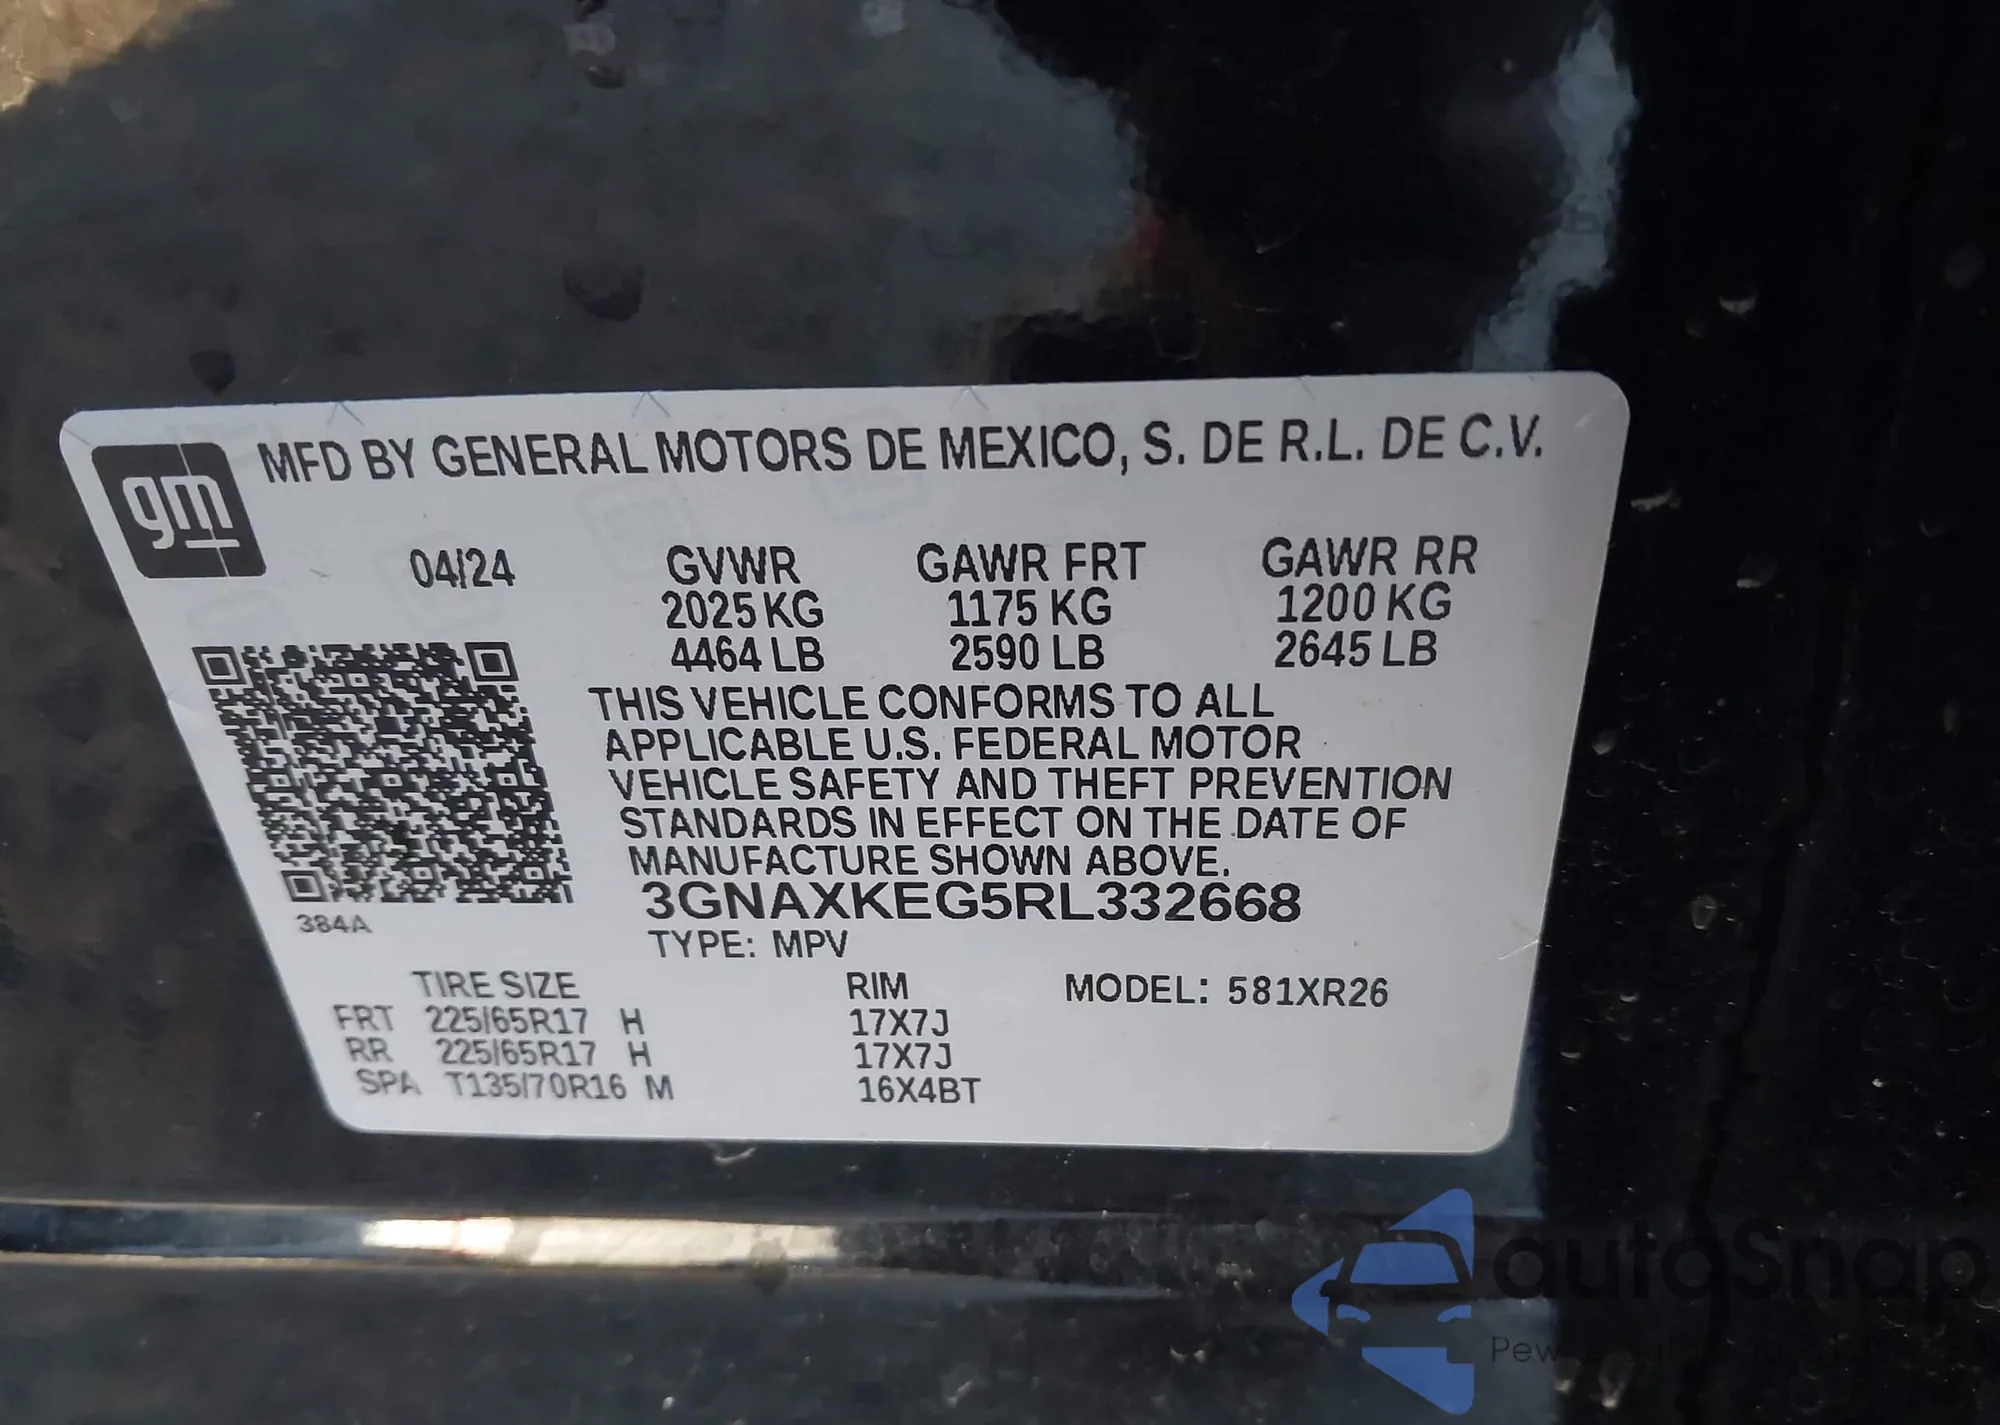 gm
MFD BY GENERAL MOTORS DE MEXICO, S. DE R.L. DE C.V.
04/24 GVWR GAWR FRT GAWR RR
2025 KG 1175 KG 1200 KG
4464 LB 2590 LB 2645 LB
THIS VEHICLE CONFORMS TO ALL
APPLICABLE U.S. FEDERAL MOTOR
VEHICLE SAFETY AND THEFT PREVENTION
STANDARDS IN EFFECT ON THE DATE OF
MANUFACTURE SHOWN ABOVE.
3GNAXKEG5RL332668
384A
TYPE: MPV
TIRE SIZE RIM MODEL: 581XR26
FRT 225/65R17 H 17X7J
RR 225/65R17 H 17X7J
SPA T135/70R16 M 16X4BT
autoSnap